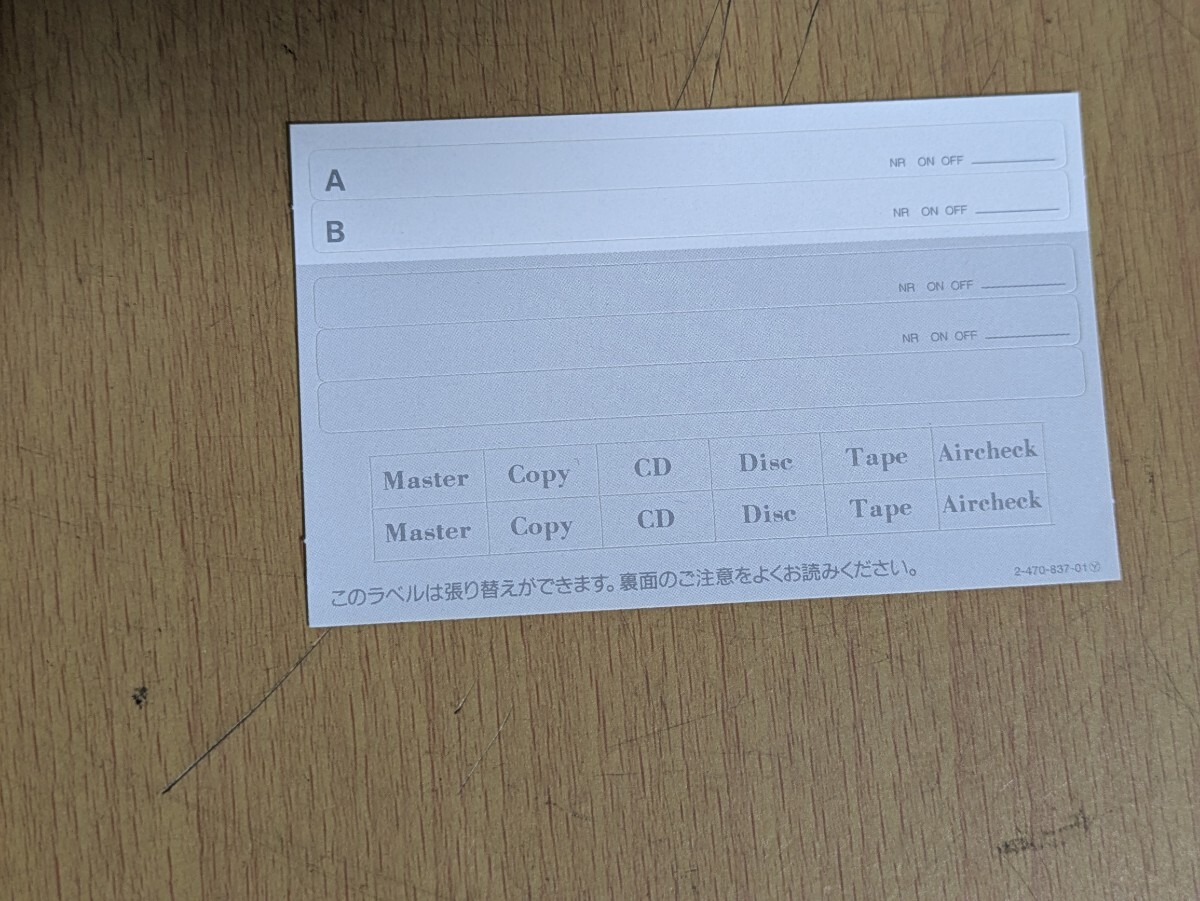 A NR ON OFF
B NR ON OFF
NR ON OFF
NR ON OFF
Master Copy CD Disc Tape Aircheck
Master Copy CD Disc Tape Aircheck
このラベルは張り替えができます。裏面のご注意をよくお読みください。 2-470-837-01Ⓨ